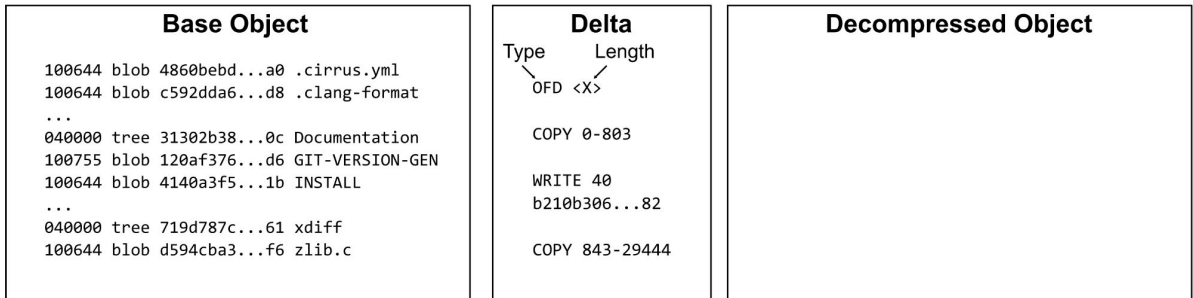 Base Object
100644 blob 4860bebd...a0 .cirrus.yml
100644 blob c592dda6...d8 .clang-format
...
040000 tree 31302b38...0c Documentation
100755 blob 120af376...d6 GIT-VERSION-GEN
100644 blob 4140a3f5...1b INSTALL
...
040000 tree 719d787c...61 xdiff
100644 blob d594cba3...f6 zlib.c
Delta
Type Length
OFD <X>
COPY 0-803
WRITE 40
b210b306...82
COPY 843-29444
Decompressed Object